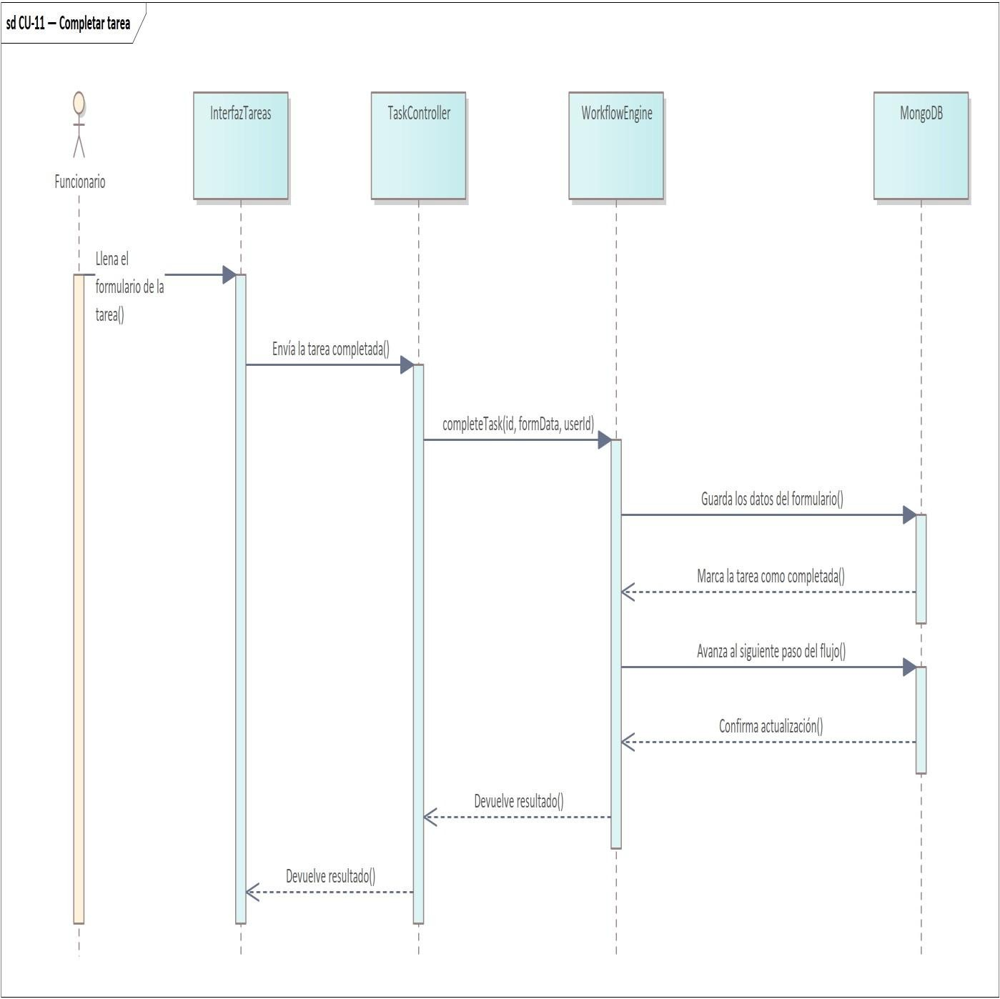 sd CU-11 — Completar tarea
InterfazTareas
TaskController
WorkflowEngine
MongoDB
Funcionario
Llena el
formulario de la
tarea()
Envía la tarea completada()
completeTask(id, formData, userId)
Guarda los datos del formulario()
Marca la tarea como completada()
Avanza al siguiente paso del flujo()
Confirma actualización()
Devuelve resultado()
Devuelve resultado()